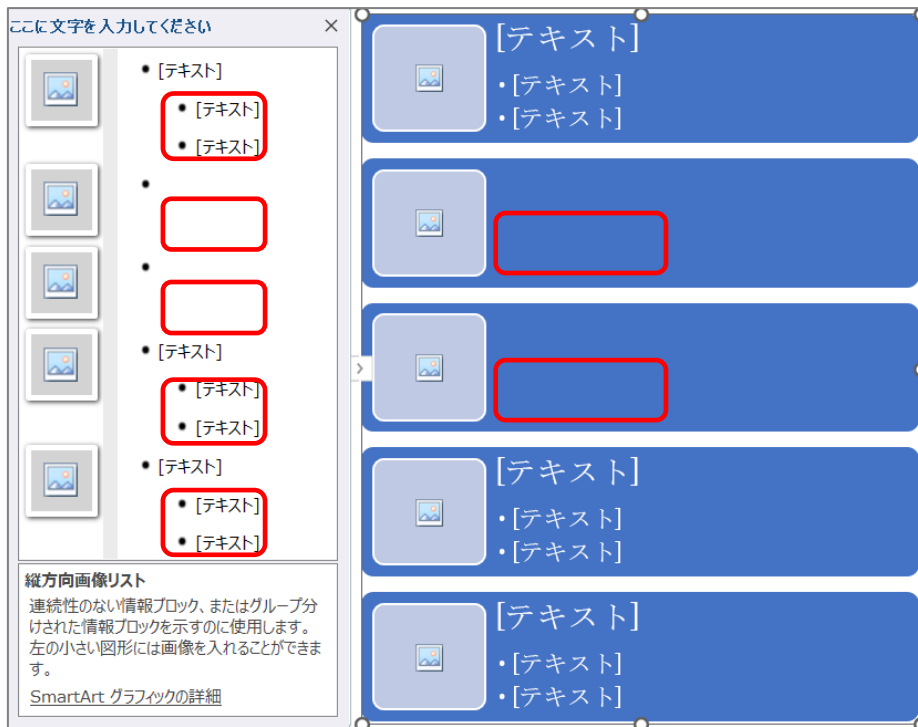 ここに文字を入力してください
• [テキスト]
• [テキスト]
• [テキスト]
•
•
• [テキスト]
• [テキスト]
• [テキスト]
• [テキスト]
• [テキスト]
• [テキスト]
縦方向画像リスト
連続性のない情報ブロック、またはグループ分
けされた情報ブロックを示すのに使用します。
左の小さい図形には画像を入れることができま
す。
SmartArt グラフィックの詳細
[テキスト]
• [テキスト]
• [テキスト]
[テキスト]
• [テキスト]
• [テキスト]
[テキスト]
• [テキスト]
• [テキスト]